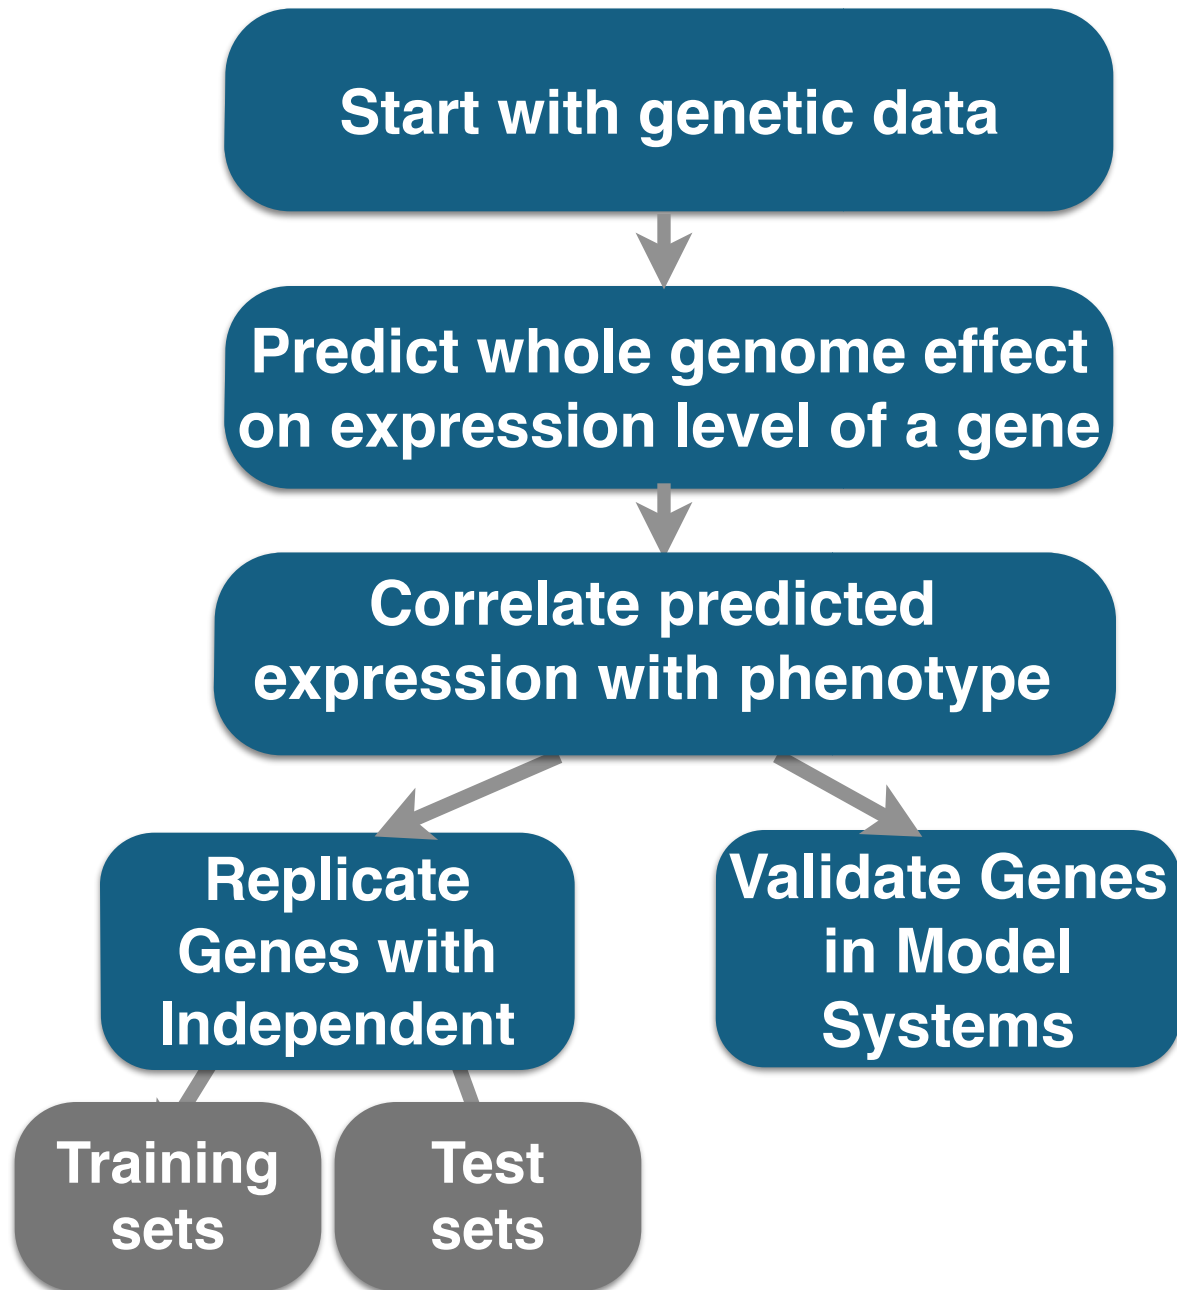 Start with genetic data
Predict whole genome effect
on expression level of a gene
Correlate predicted
expression with phenotype
Replicate
Genes with
Independent
Validate Genes
in Model
Systems
Training
sets
Test
sets